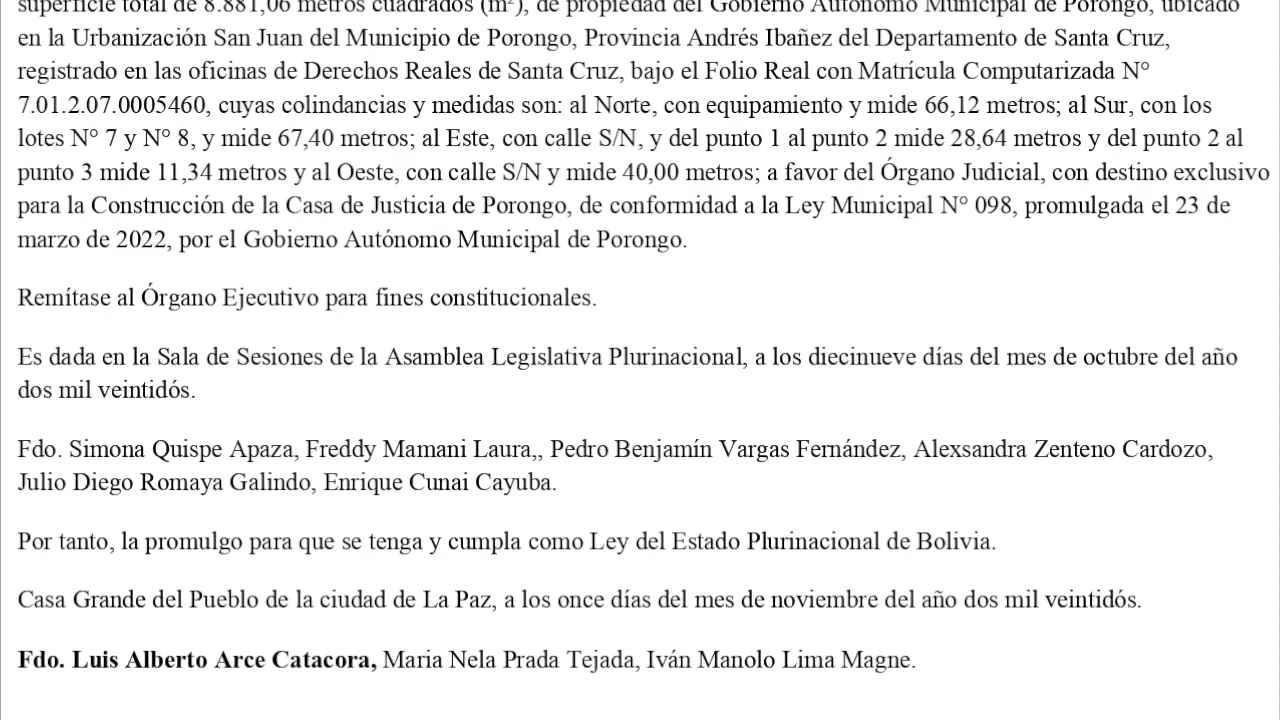 superficie total de 8.881,06 metros cuadrados (m²), de propiedad del Gobierno Autónomo Municipal de Porongo, ubicado
en la Urbanización San Juan del Municipio de Porongo, Provincia Andrés Ibañez del Departamento de Santa Cruz,
registrado en las oficinas de Derechos Reales de Santa Cruz, bajo el Folio Real con Matrícula Computarizada N°
7.01.2.07.0005460, cuyas colindancias y medidas son: al Norte, con equipamiento y mide 66,12 metros; al Sur, con los
lotes N° 7 y N° 8, y mide 67,40 metros; al Este, con calle S/N, y del punto 1 al punto 2 mide 28,64 metros y del punto 2 al
punto 3 mide 11,34 metros y al Oeste, con calle S/N y mide 40,00 metros; a favor del Órgano Judicial, con destino exclusivo
para la Construcción de la Casa de Justicia de Porongo, de conformidad a la Ley Municipal N° 098, promulgada el 23 de
marzo de 2022, por el Gobierno Autónomo Municipal de Porongo.
Remítase al Órgano Ejecutivo para fines constitucionales.
Es dada en la Sala de Sesiones de la Asamblea Legislativa Plurinacional, a los diecinueve días del mes de octubre del año
dos mil veintidós.
Fdo. Simona Quispe Apaza, Freddy Mamani Laura,, Pedro Benjamín Vargas Fernández, Alexsandra Zenteno Cardozo,
Julio Diego Romaya Galindo, Enrique Cunai Cayuba.
Por tanto, la promulgo para que se tenga y cumpla como Ley del Estado Plurinacional de Bolivia.
Casa Grande del Pueblo de la ciudad de La Paz, a los once días del mes de noviembre del año dos mil veintidós.
Fdo. Luis Alberto Arce Catacora, Maria Nela Prada Tejada, Iván Manolo Lima Magne.